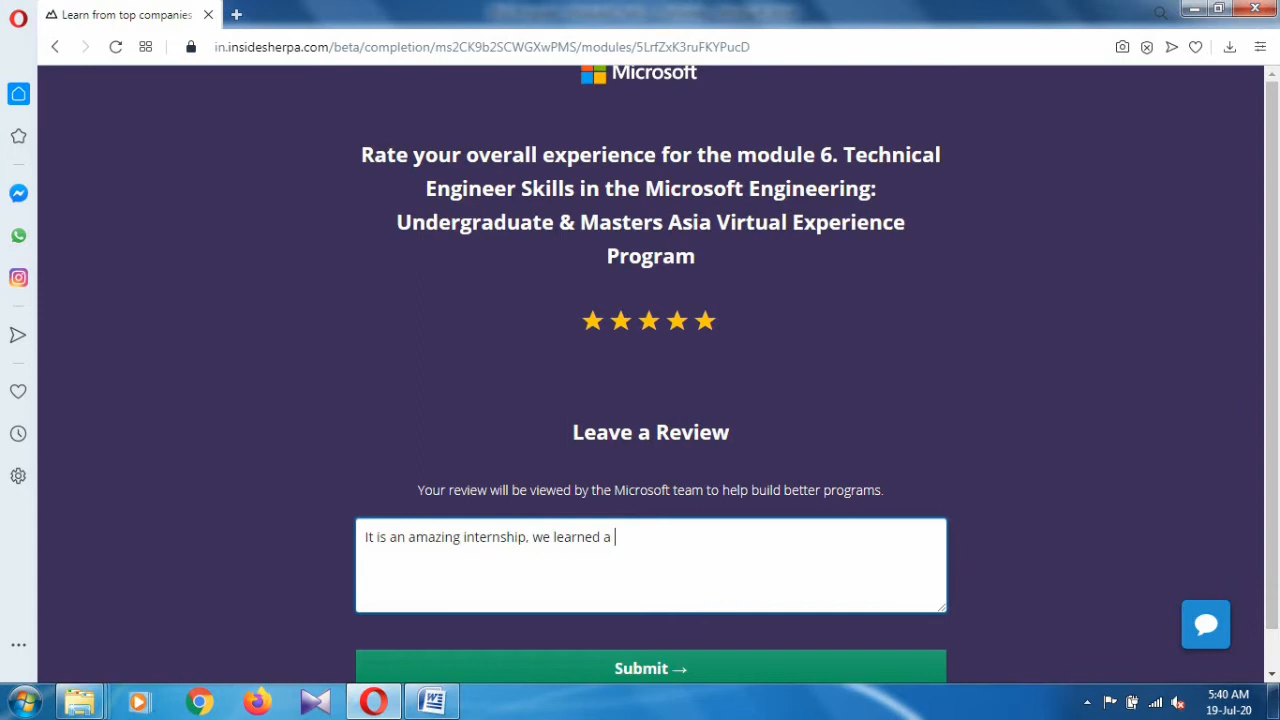 Learn from top companies
in.insidesherpa.com/beta/completion/ms2CK9b2SCWGXwPMS/modules/5LrfZxK3ruFKYPucD
Microsoft
Rate your overall experience for the module 6. Technical
Engineer Skills in the Microsoft Engineering:
Undergraduate & Masters Asia Virtual Experience
Program
Leave a Review
Your review will be viewed by the Microsoft team to help build better programs.
It is an amazing internship, we learned a
Submit →
5:40 AM
19-Jul-20